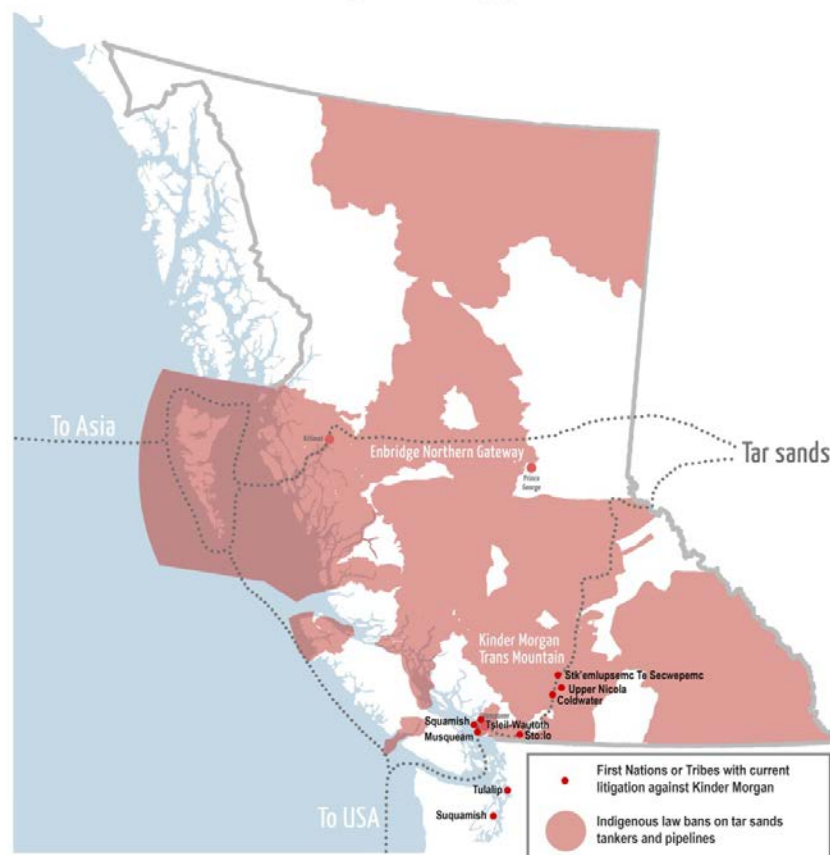 To Asia
Kitimat
Enbridge Northern Gateway
Prince
George
Tar sands
Kinder Morgan
Trans Mountain
Stk'emlupsemc Te Secwepemc
Upper Nicola
Coldwater
Squamish
Tsleil-Waututh
Musqueam
Sto:lo
Tulalip
Suquamish
To USA
First Nations or Tribes with current
litigation against Kinder Morgan
Indigenous law bans on tar sands
tankers and pipelines